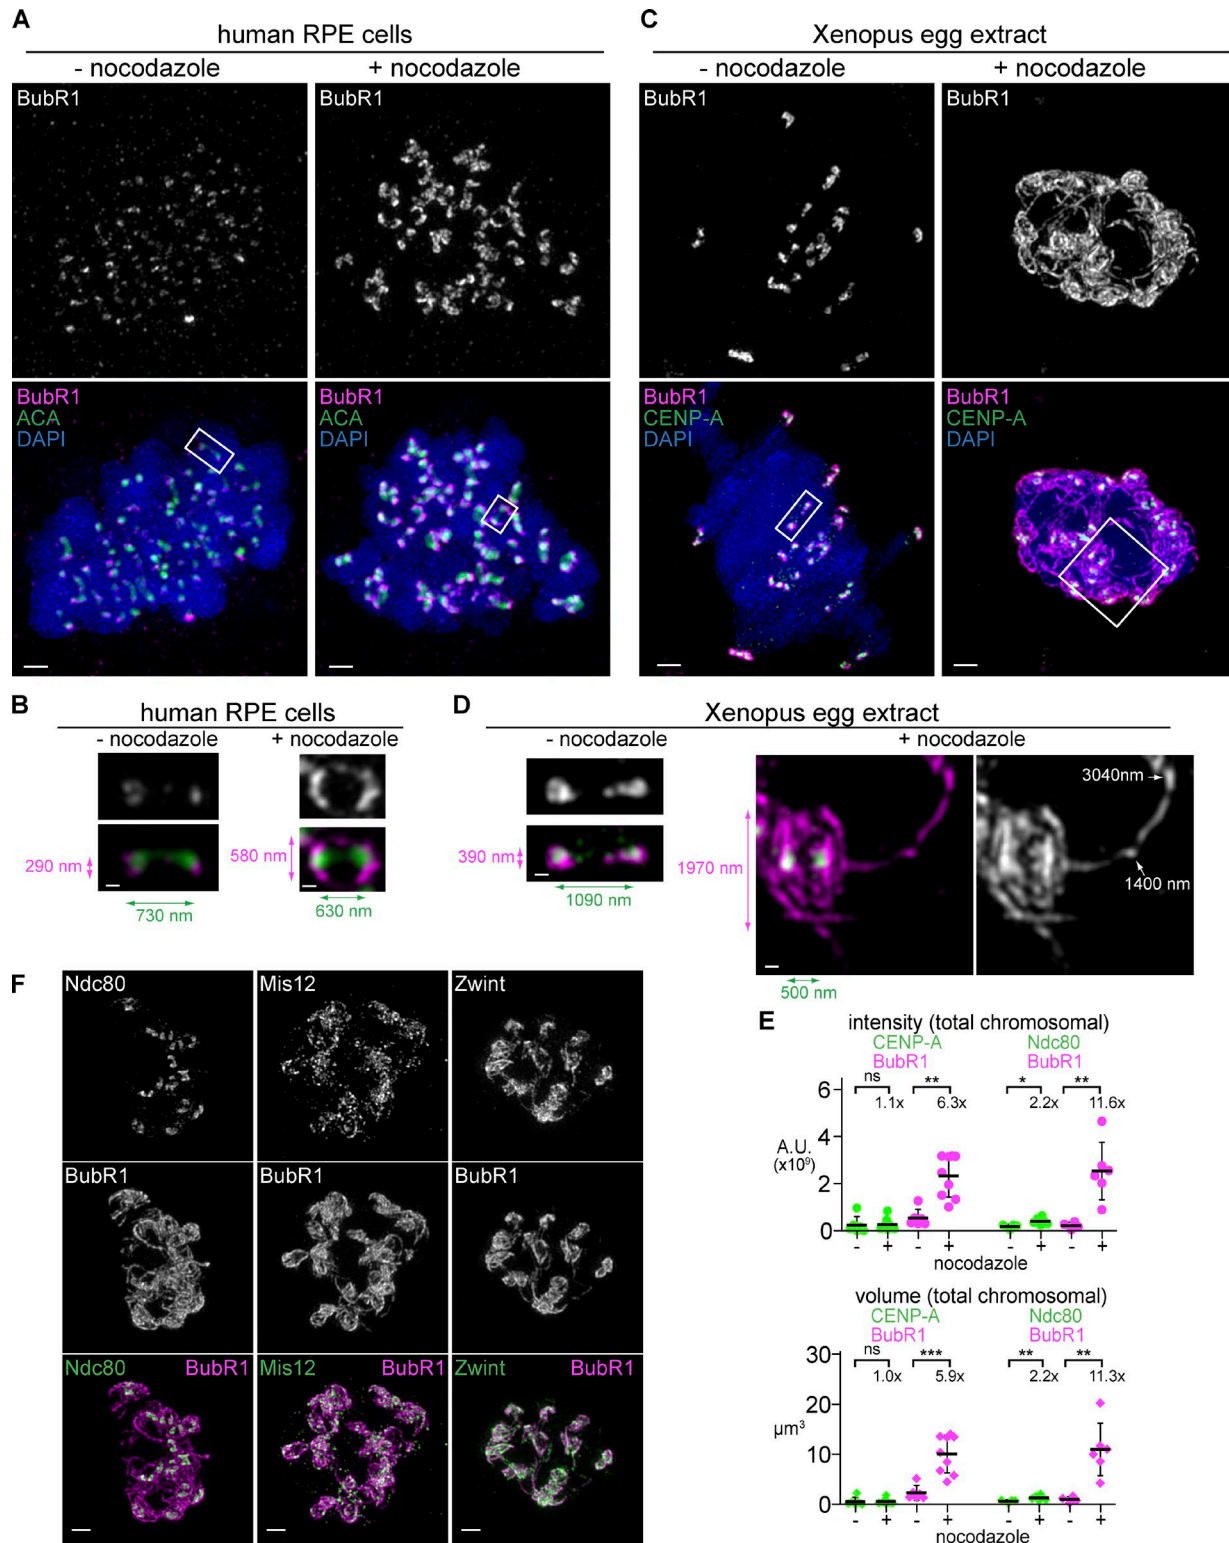 A
human RPE cells
- nocodazole
+ nocodazole
BubR1
BubR1
BubR1
ACA
DAPI
BubR1
ACA
DAPI
C
Xenopus egg extract
- nocodazole
+ nocodazole
BubR1
BubR1
BubR1
CENP-A
DAPI
BubR1
CENP-A
DAPI
B
human RPE cells
- nocodazole
+ nocodazole
290 nm
730 nm
580 nm
630 nm
D
Xenopus egg extract
- nocodazole
+ nocodazole
390 nm
1090 nm
1970 nm
500 nm
3040nm
1400 nm
F
Ndc80
Mis12
Zwint
BubR1
BubR1
BubR1
Ndc80 BubR1
Mis12 BubR1
Zwint BubR1
E
intensity (total chromosomal)
CENP-A Ndc80
BubR1 BubR1
ns ** * **
1.1x 6.3x 2.2x 11.6x
6
4
A.U.
(x10⁹)
2
0
- + - + - + - +
nocodazole
volume (total chromosomal)
CENP-A Ndc80
BubR1 BubR1
ns *** ** **
1.0x 5.9x 2.2x 11.3x
30
20
µm³
10
0
- + - + - + - +
nocodazole